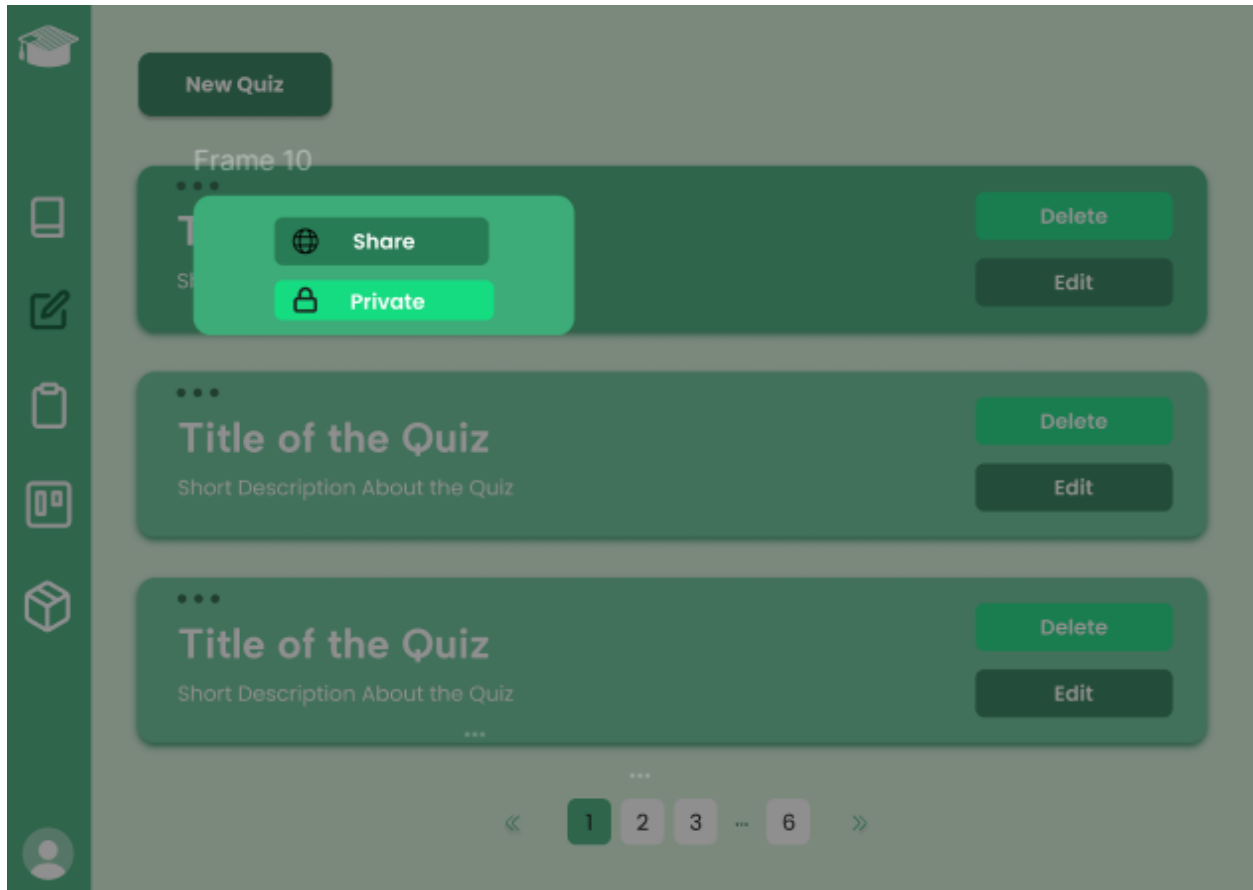 New Quiz
Frame 10
Delete
Share
Edit
Private
Title of the Quiz
Short Description About the Quiz
Delete
Edit
Title of the Quiz
Short Description About the Quiz
Delete
Edit
...
...
« 1 2 3 ... 6 »